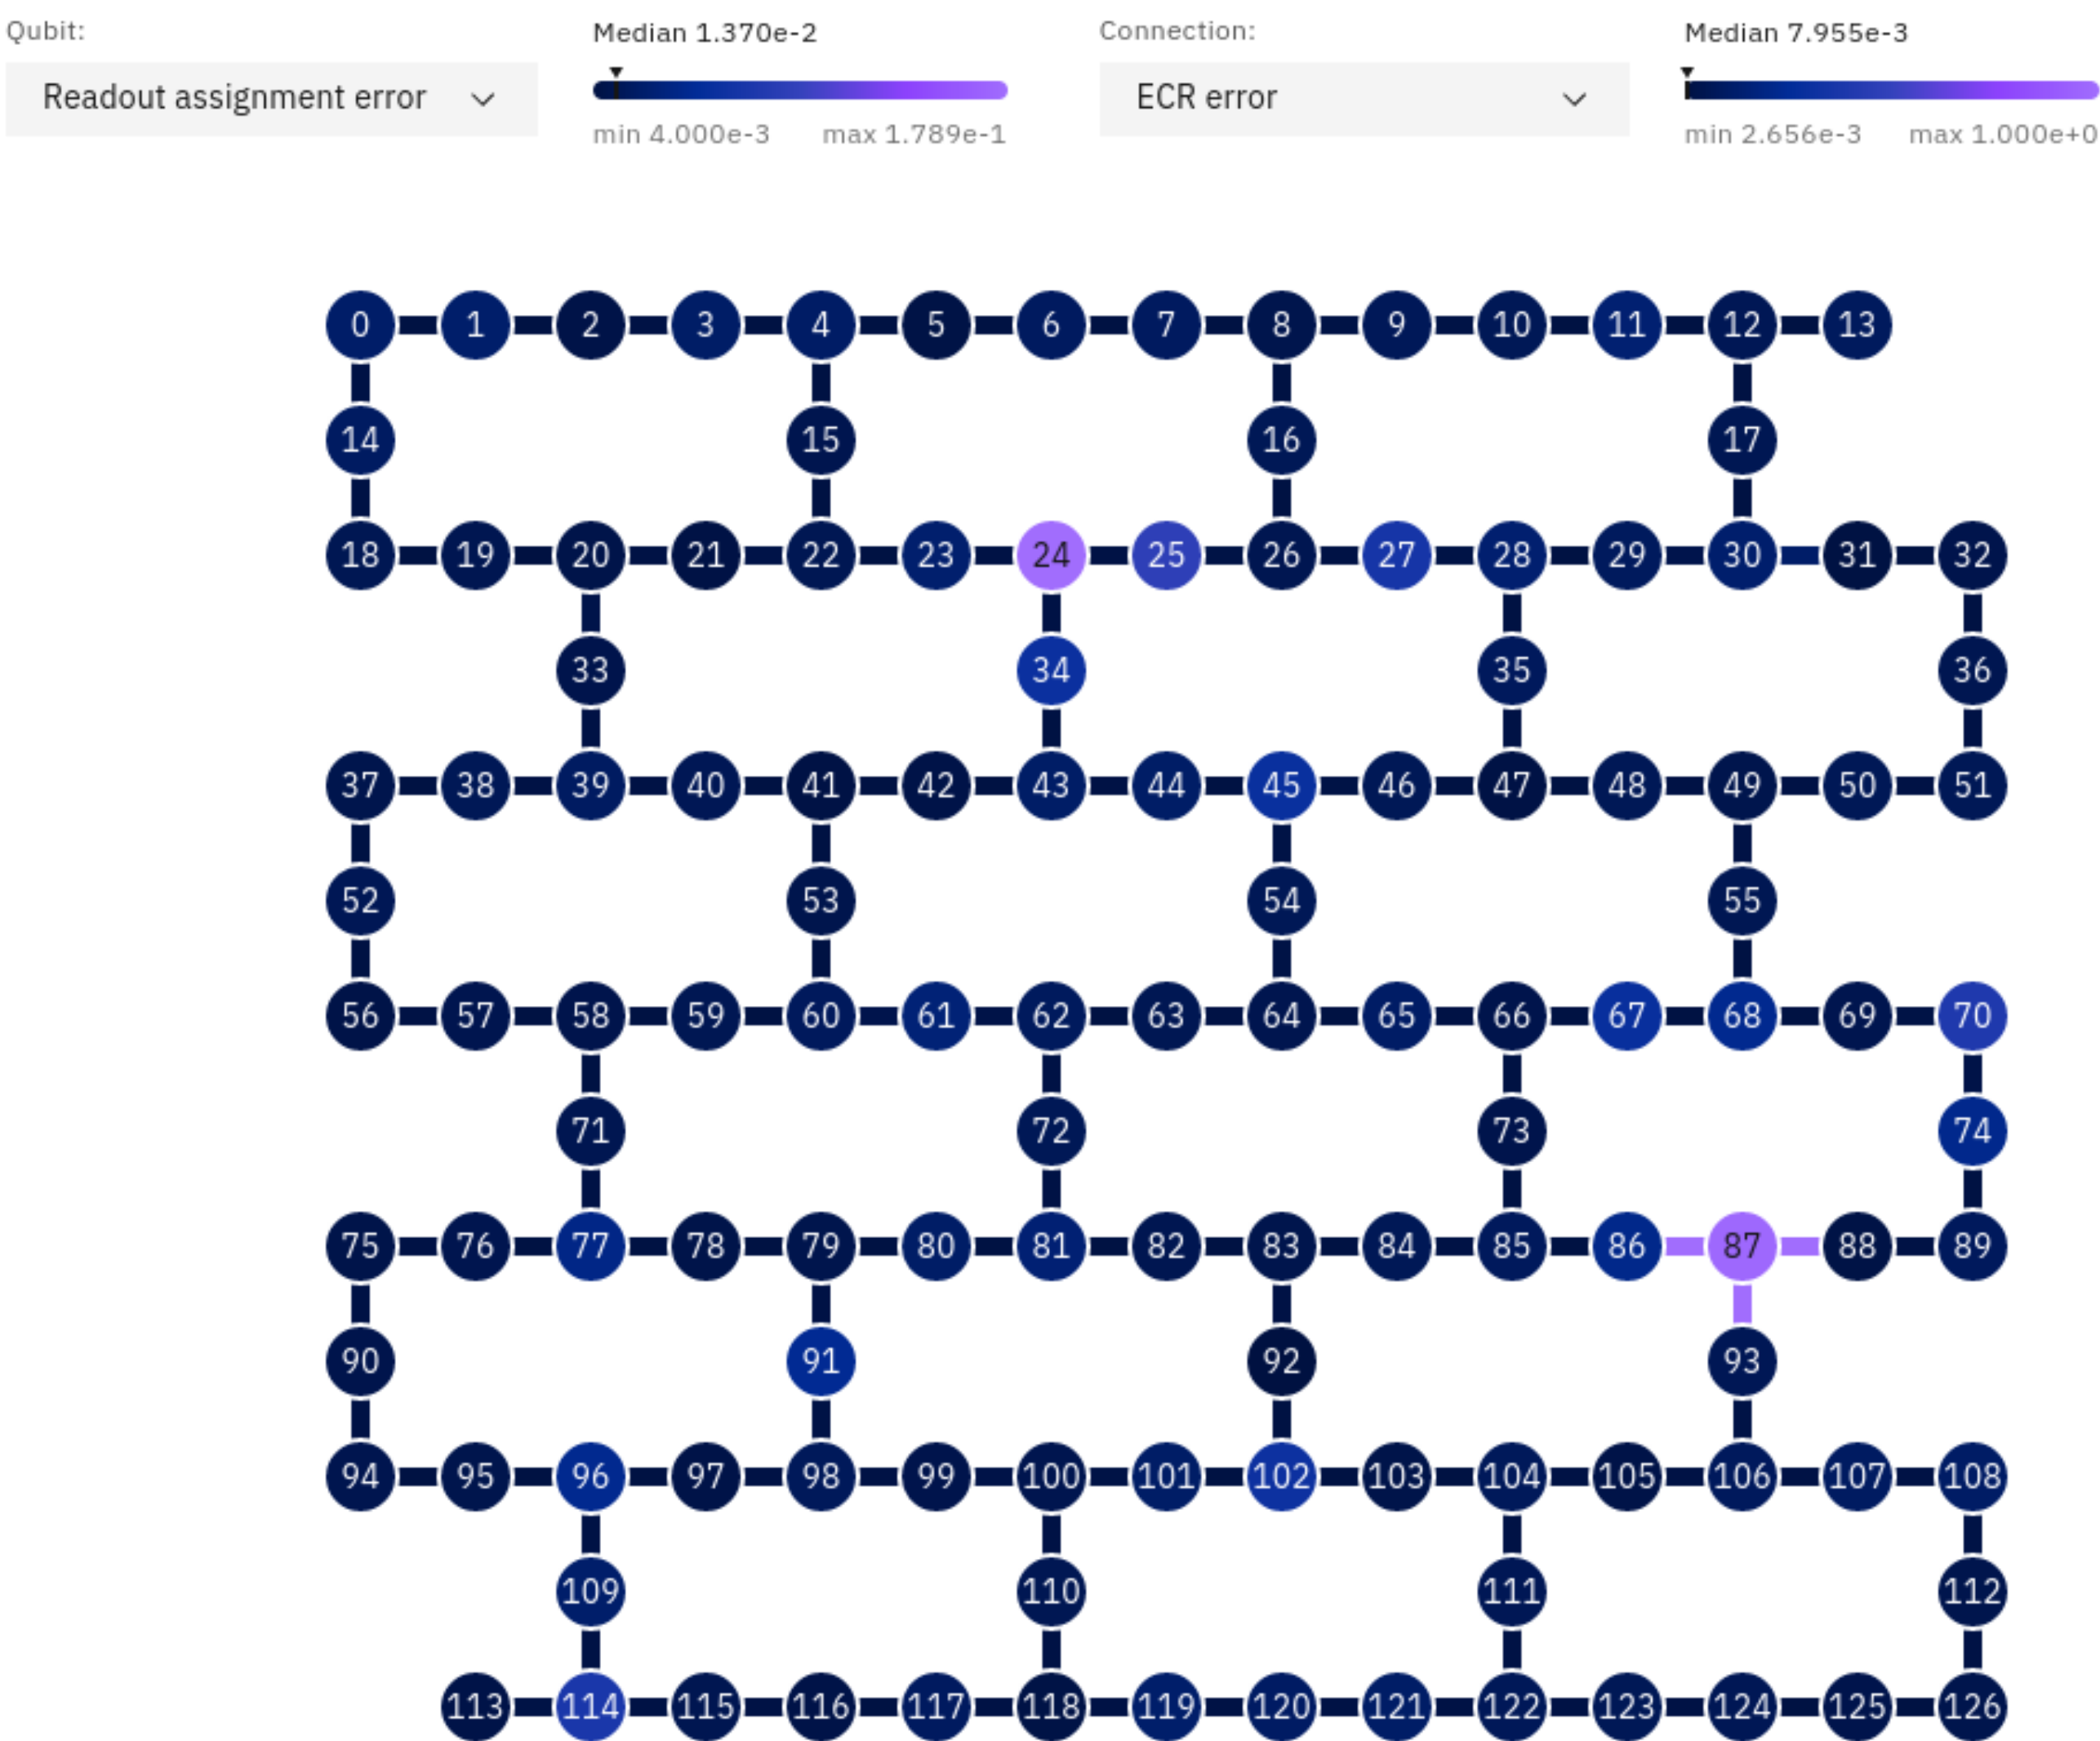 Qubit:
Median 1.370e-2
Connection:
Median 7.955e-3
Readout assignment error
ECR error
min 4.000e-3 max 1.789e-1
min 2.656e-3 max 1.000e+0
0 1 2 3 4 5 6 7 8 9 10 11 12 13
14 15 16 17
18 19 20 21 22 23 24 25 26 27 28 29 30 31 32
33 34 35 36
37 38 39 40 41 42 43 44 45 46 47 48 49 50 51
52 53 54 55
56 57 58 59 60 61 62 63 64 65 66 67 68 69 70
71 72 73 74
75 76 77 78 79 80 81 82 83 84 85 86 87 88 89
90 91 92 93
94 95 96 97 98 99 100 101 102 103 104 105 106 107 108
109 110 111 112
113 114 115 116 117 118 119 120 121 122 123 124 125 126